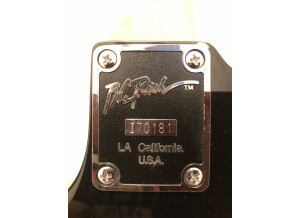 B.C. Rich ™
I70181
LA California
U.S.A.